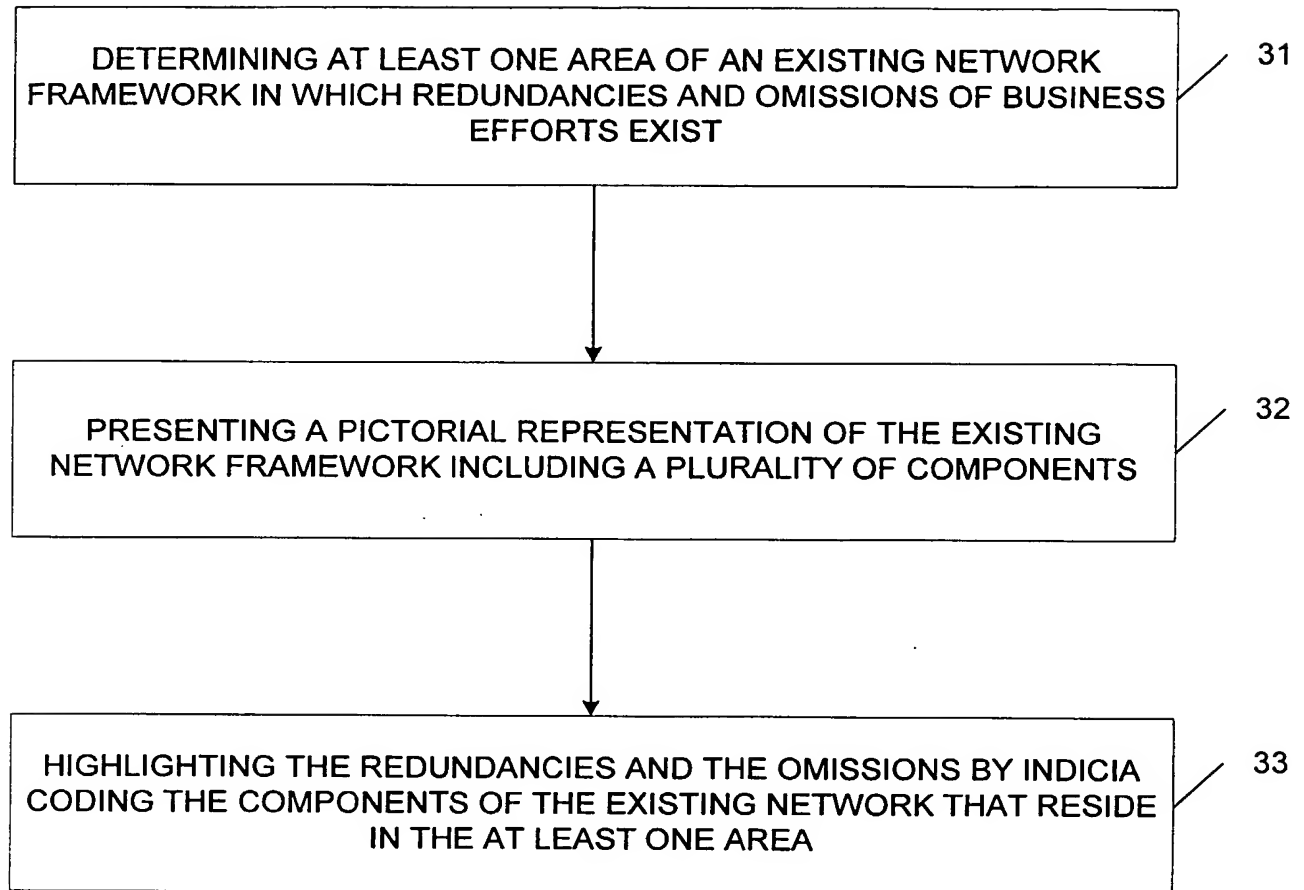 DETERMINING AT LEAST ONE AREA OF AN EXISTING NETWORK
FRAMEWORK IN WHICH REDUNDANCIES AND OMISSIONS OF BUSINESS
EFFORTS EXIST
31
PRESENTING A PICTORIAL REPRESENTATION OF THE EXISTING
NETWORK FRAMEWORK INCLUDING A PLURALITY OF COMPONENTS
32
HIGHLIGHTING THE REDUNDANCIES AND THE OMISSIONS BY INDICIA
CODING THE COMPONENTS OF THE EXISTING NETWORK THAT RESIDE
IN THE AT LEAST ONE AREA
33